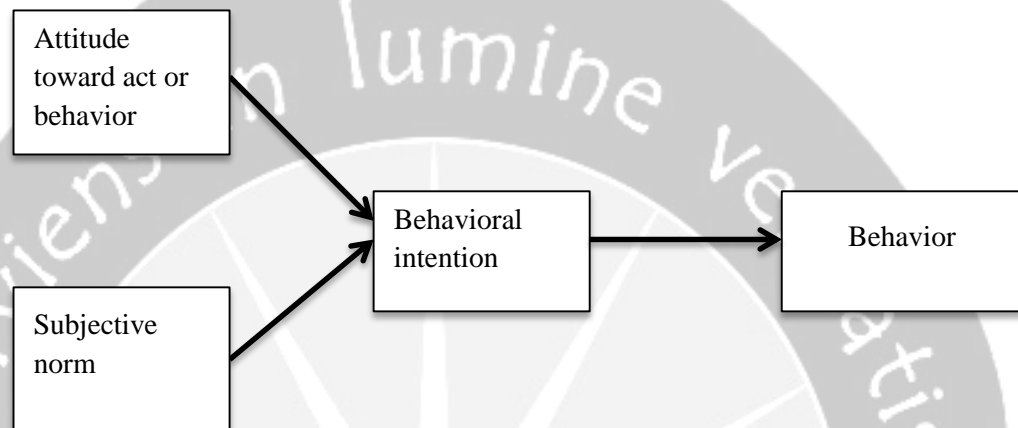 Attitude
toward act or
behavior
Behavioral
intention
Behavior
Subjective
norm
lumine